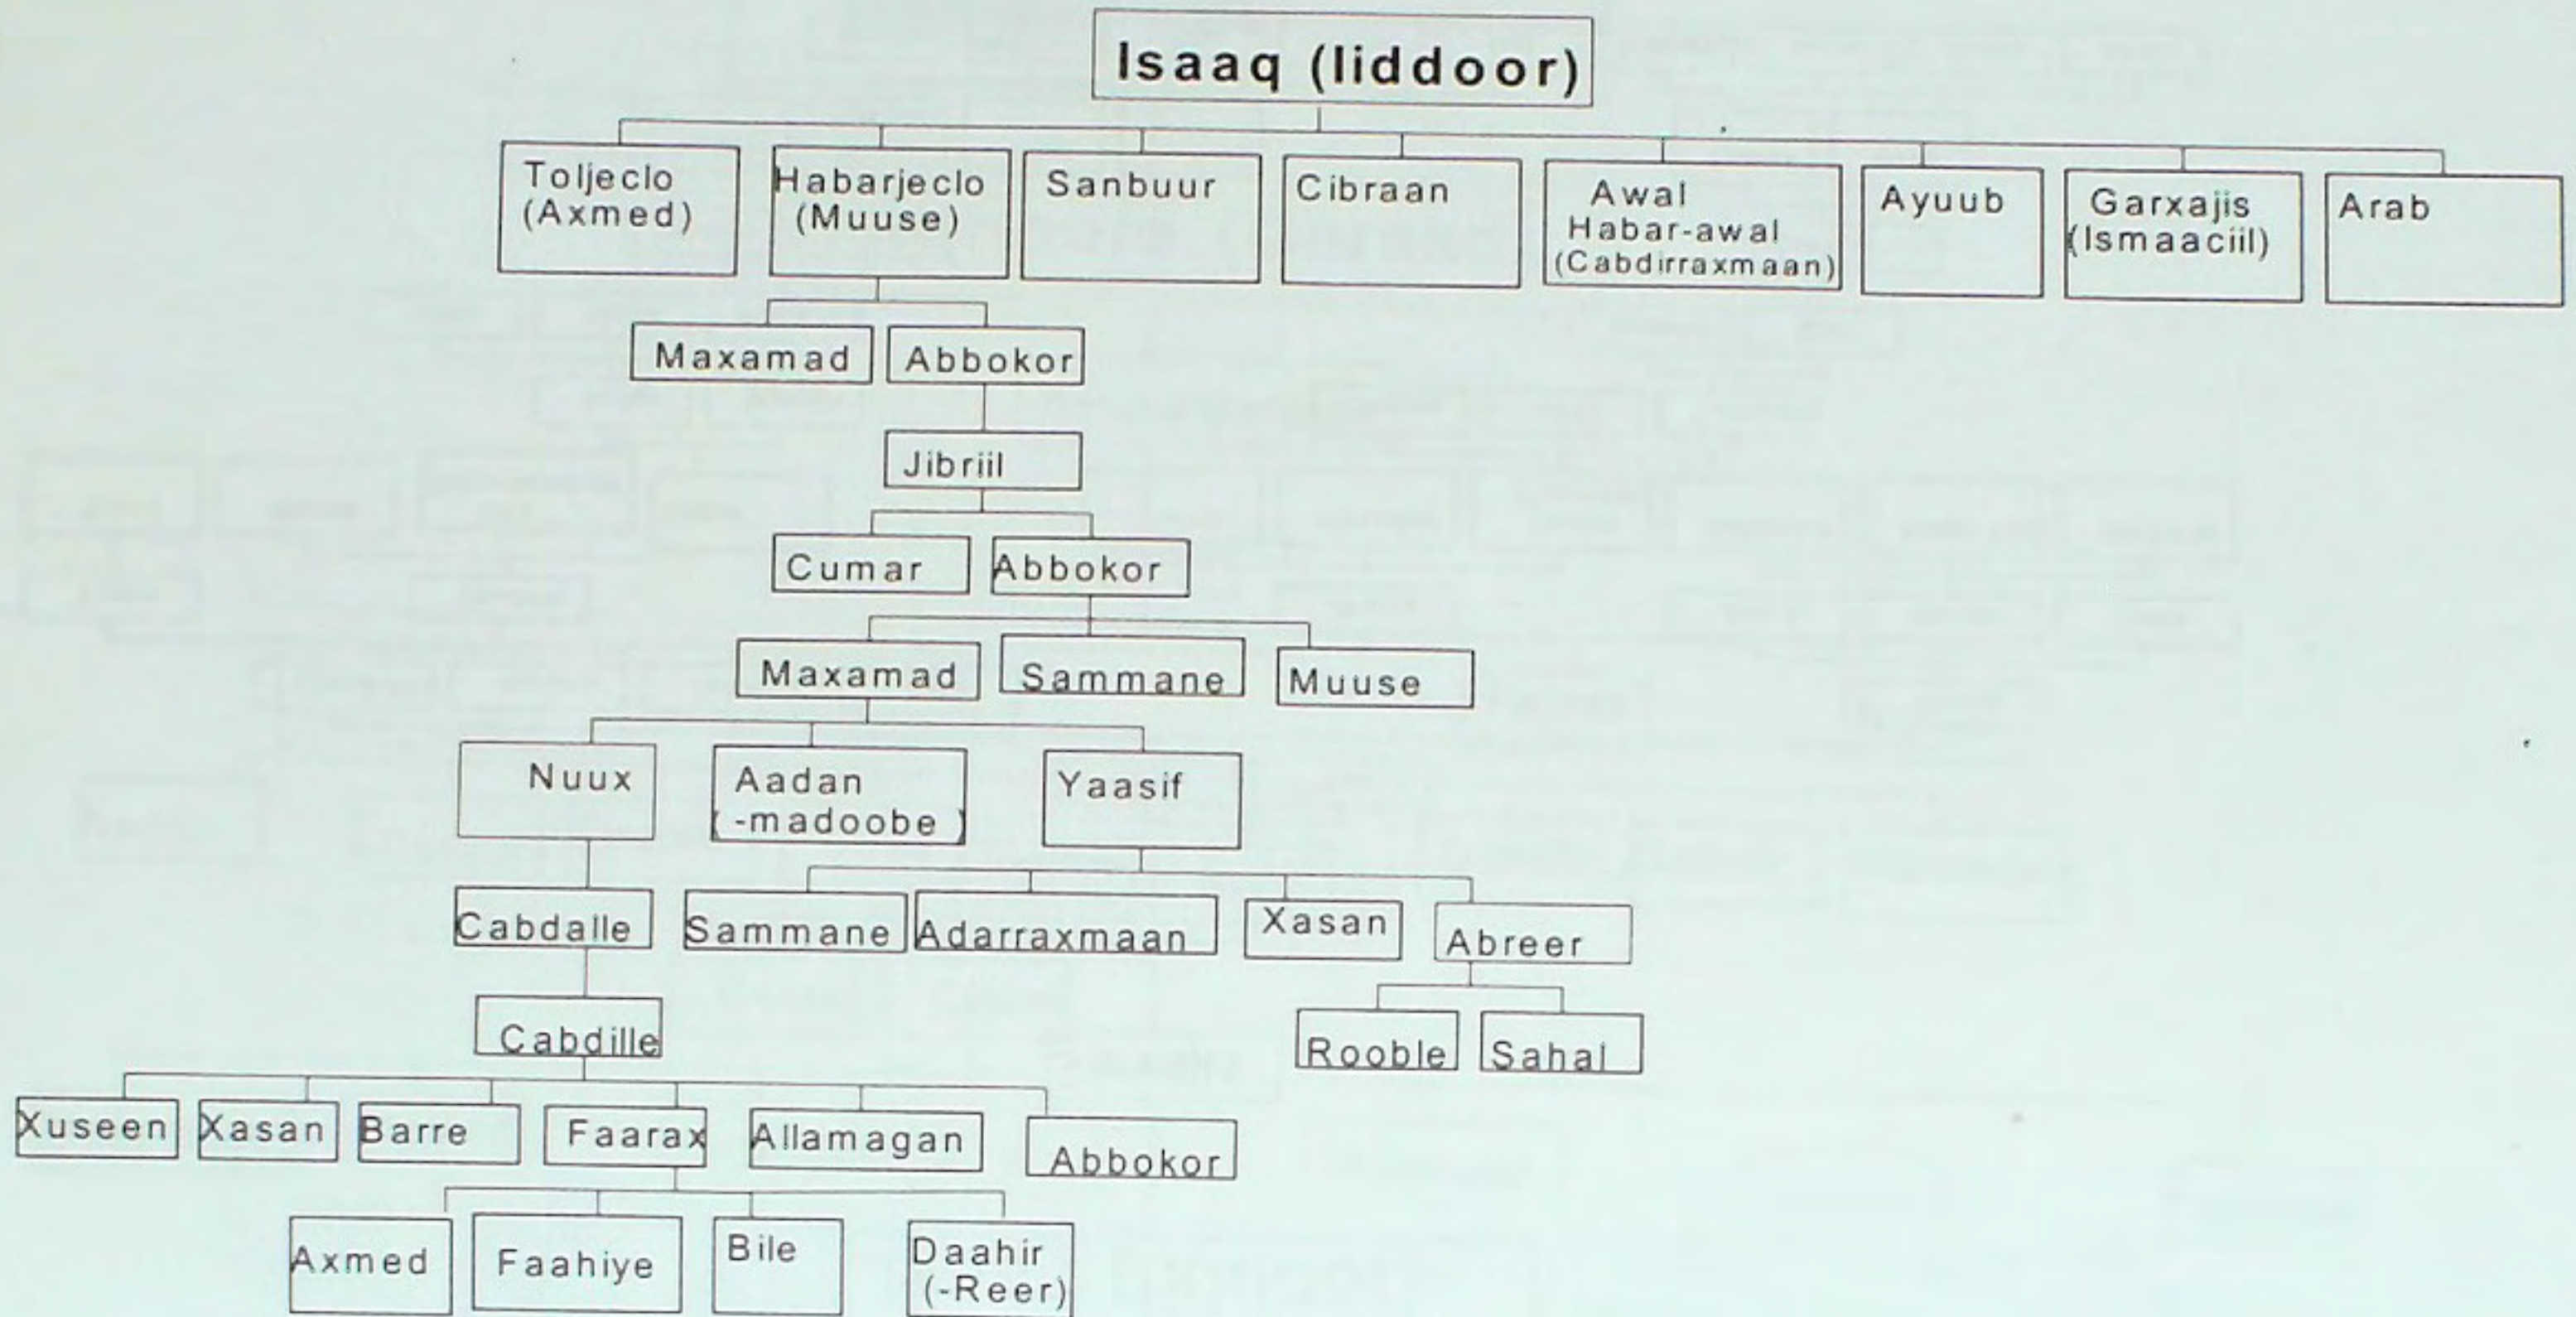 Isaaq (Iiddoor)
Toljeclo
(Axmed)
Habarjeclo
(Muuse)
Sanbuur
Cibraan
Awal
Habar-awal
(Cabdirraxmaan)
Ayuub
Garxajis
(Ismaaciil)
Arab
Maxamad
Abbokor
Jibriil
Cumar
Abbokor
Maxamad
Sammane
Muuse
Nuux
Aadan
(-madoobe)
Yaasif
Cabdalle
Sammane
Adarraxmaan
Xasan
Abreer
Cabdille
Rooble
Sahal
Xuseen
Xasan
Barre
Faarax
Allamagan
Abbokor
Axmed
Faahiye
Bile
Daahir
(-Reer)